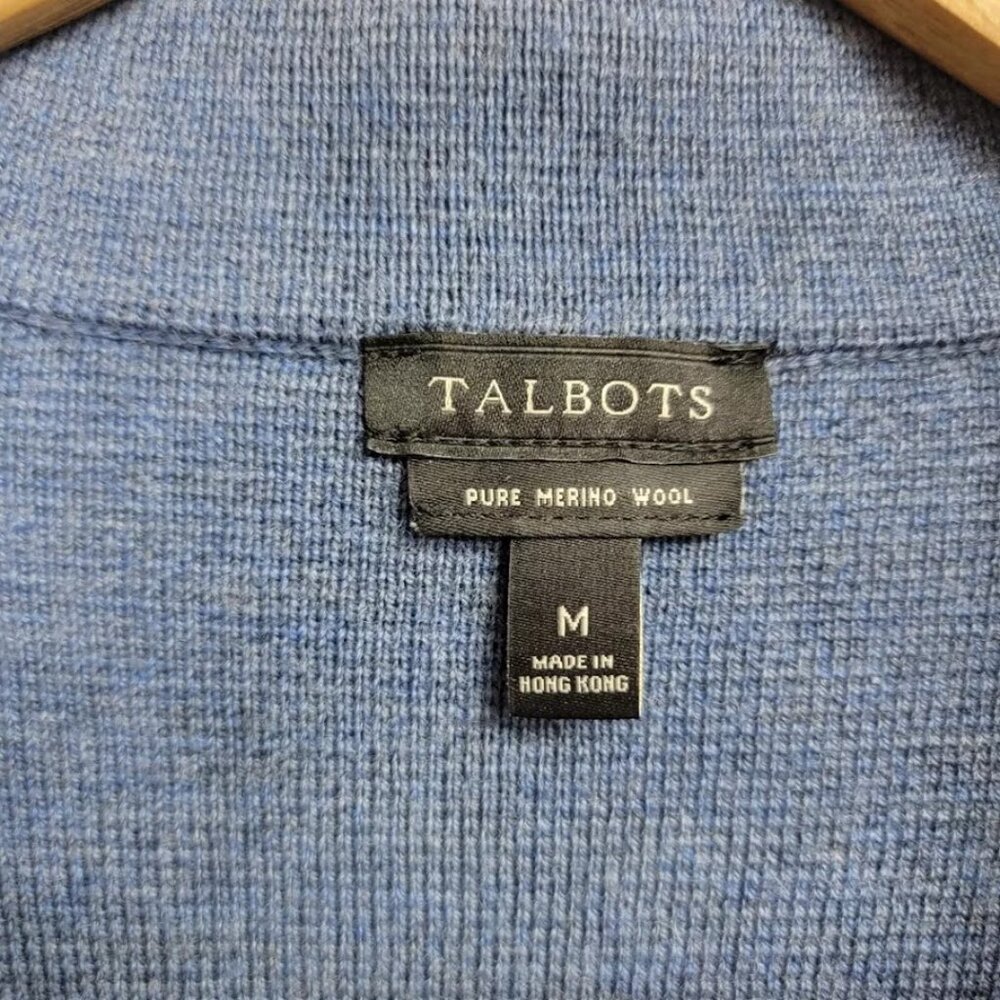 TALBOTS
PURE MERINO WOOL
M
MADE IN
HONG KONG